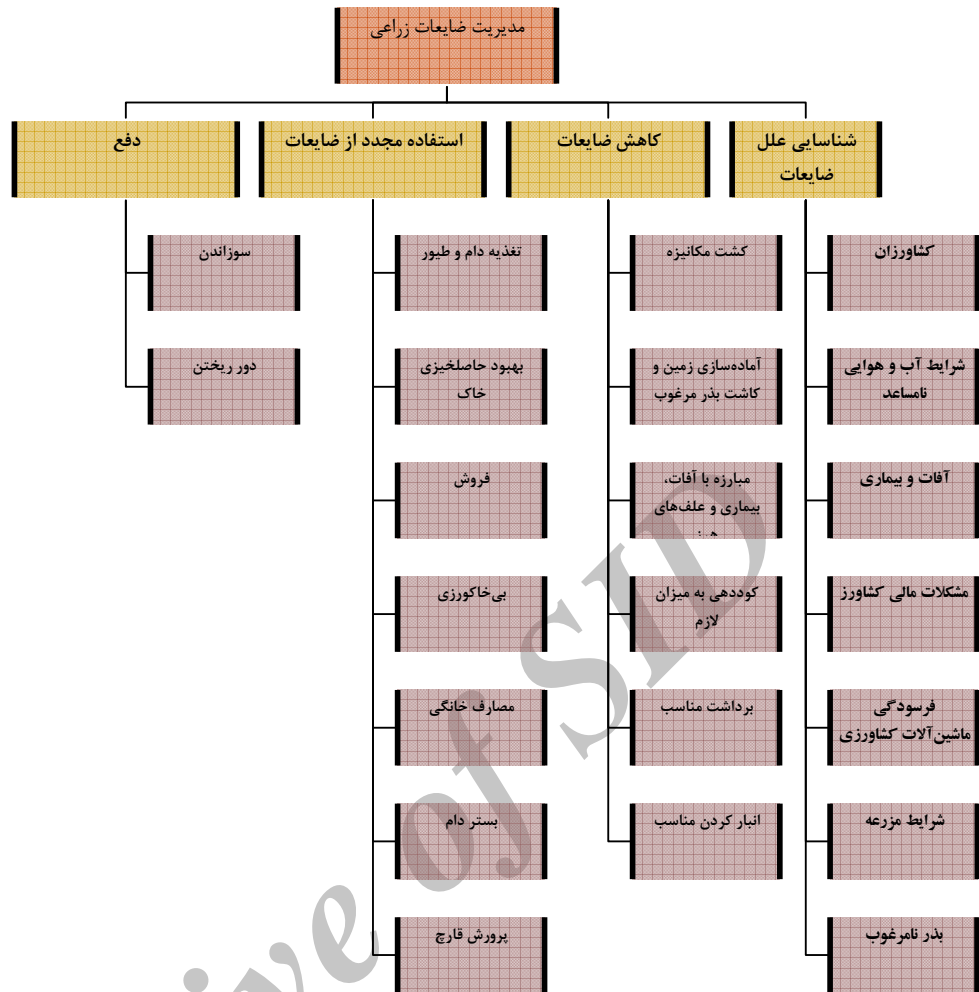 مدیریت ضایعات زراعی
شناسایی علل
ضایعات
کشاورزان
شرایط آب و هوایی
نامساعد
آفات و بیماری
مشکلات مالی کشاورز
فرسودگی
ماشین‌آلات کشاورزی
شرایط مزرعه
بذر نامرغوب
کاهش ضایعات
کشت مکانیزه
آماده‌سازی زمین و
کاشت بذر مرغوب
مبارزه با آفات،
بیماری و علف‌های
کوددهی به میزان
لازم
برداشت مناسب
انبار کردن مناسب
استفاده مجدد از ضایعات
تغذیه دام و طیور
بهبود حاصلخیزی
خاک
فروش
بی‌خاکورزی
مصارف خانگی
بستر دام
پرورش قارچ
دفع
سوزاندن
دور ریختن
ive of SID